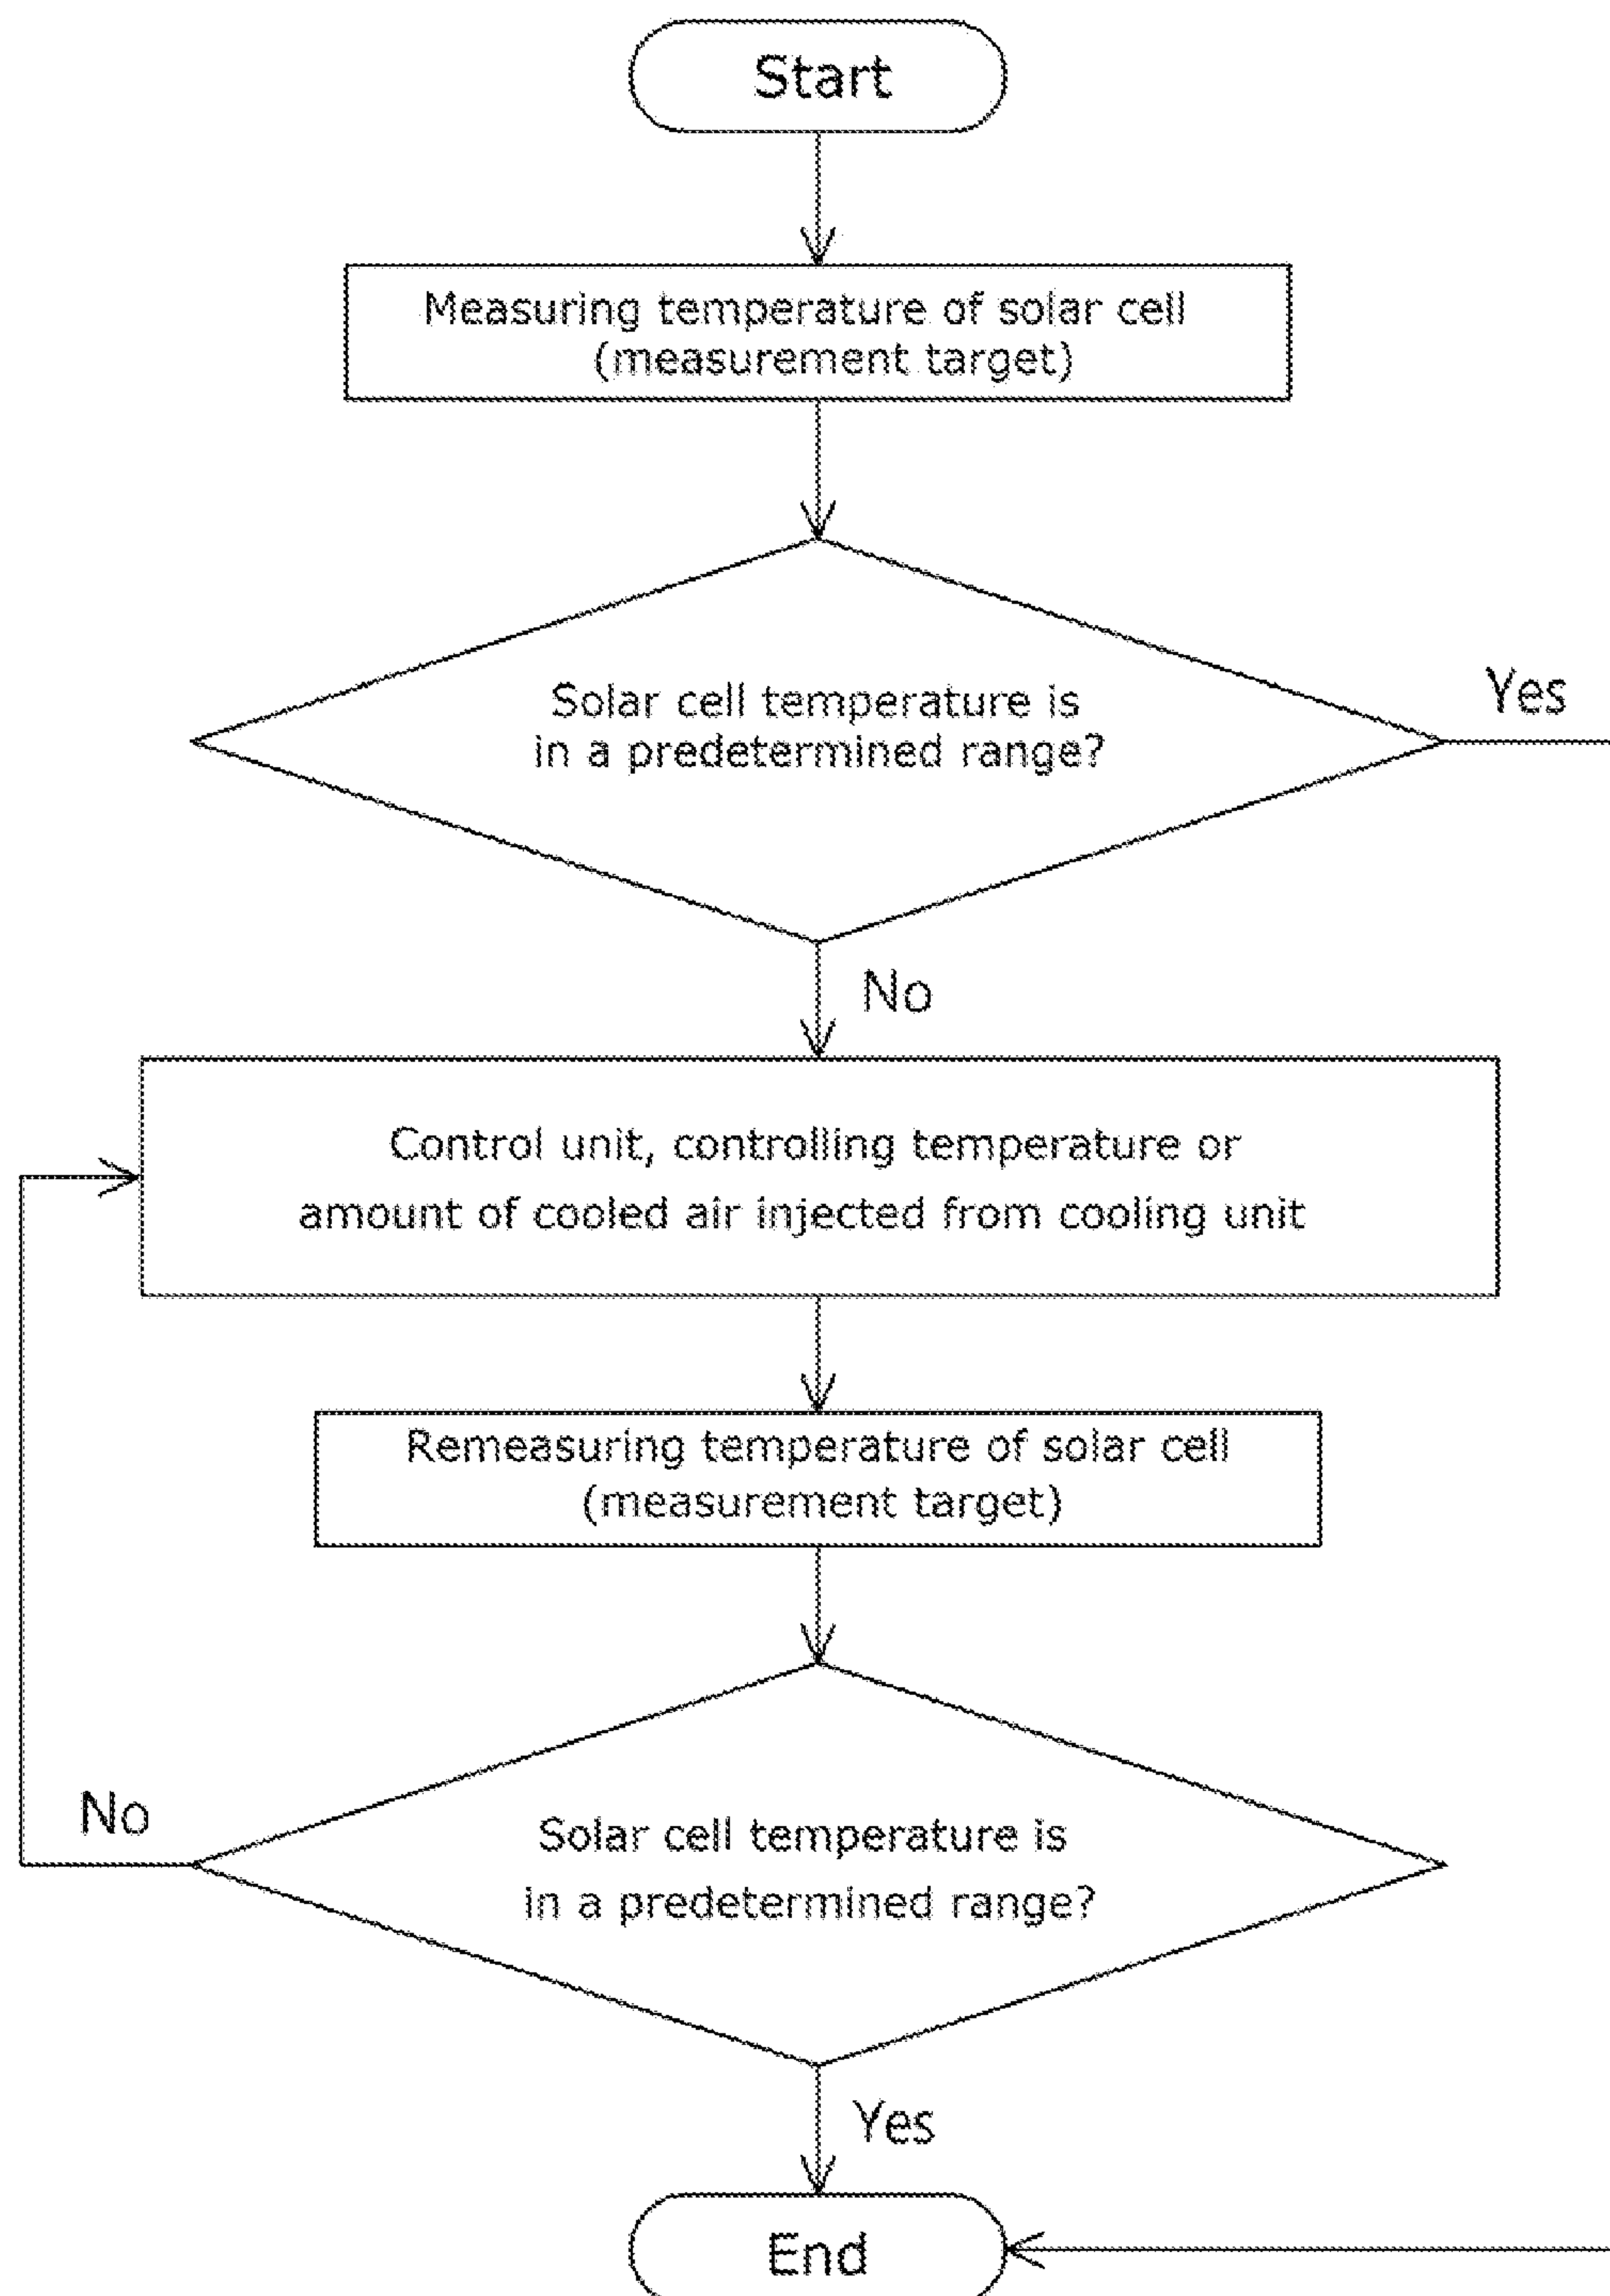 Start
Measuring temperature of solar cell
(measurement target)
Solar cell temperature is
in a predetermined range?
Yes
No
Control unit, controlling temperature or
amount of cooled air injected from cooling unit
Remeasuring temperature of solar cell
(measurement target)
No
Solar cell temperature is
in a predetermined range?
Yes
End